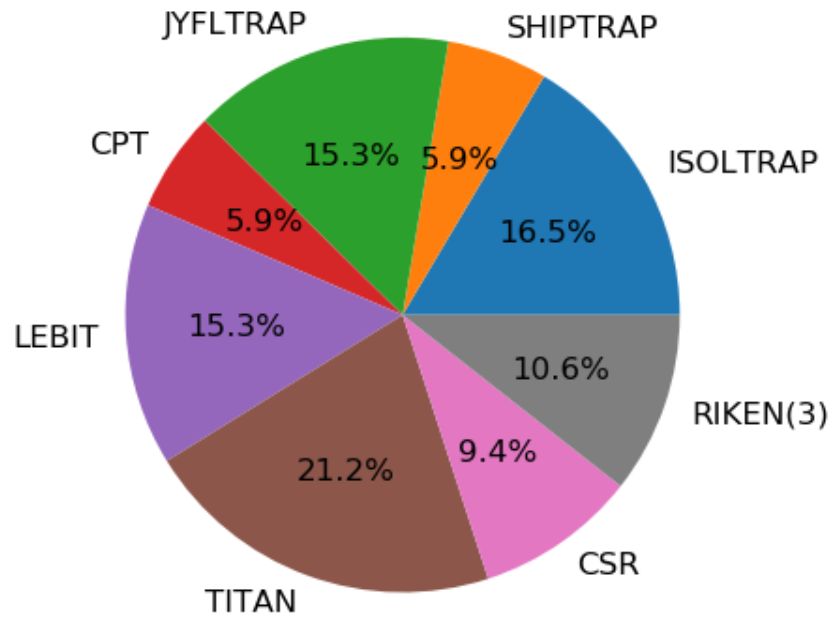 JYFLTRAP
SHIPTRAP
CPT
15.3%
5.9%
ISOLTRAP
5.9%
16.5%
LEBIT
15.3%
10.6%
RIKEN(3)
21.2%
9.4%
CSR
TITAN